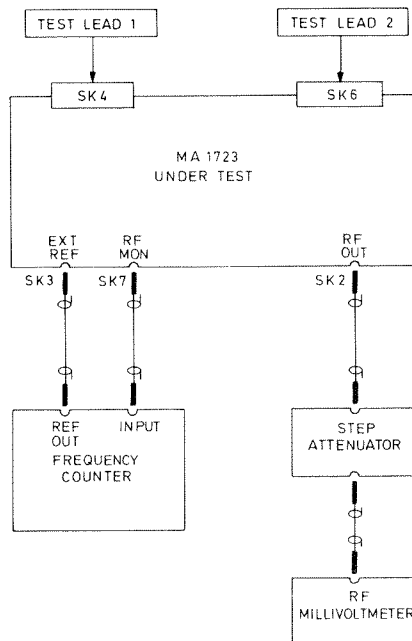 TEST LEAD 1
TEST LEAD 2
SK4
SK6
MA 1723
UNDER TEST
EXT
REF
RF
MON
RF
OUT
SK3
SK7
SK2
REF
OUT
INPUT
FREQUENCY
COUNTER
STEP
ATTENUATOR
RF
MILLIVOLTMETER